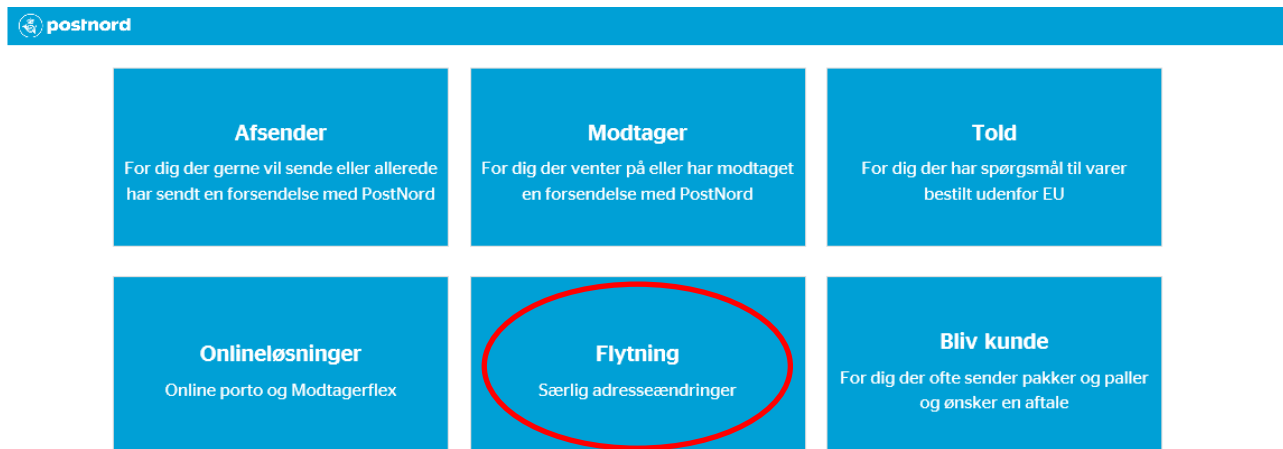 postnord
Afsender
For dig der gerne vil sende eller allerede
har sendt en forsendelse med PostNord
Modtager
For dig der venter på eller har modtaget
en forsendelse med PostNord
Told
For dig der har spørgsmål til varer
bestilt udenfor EU
Onlineløsninger
Online porto og Modtagerflex
Flytning
Særlig adresseændringer
Bliv kunde
For dig der ofte sender pakker og paller
og ønsker en aftale